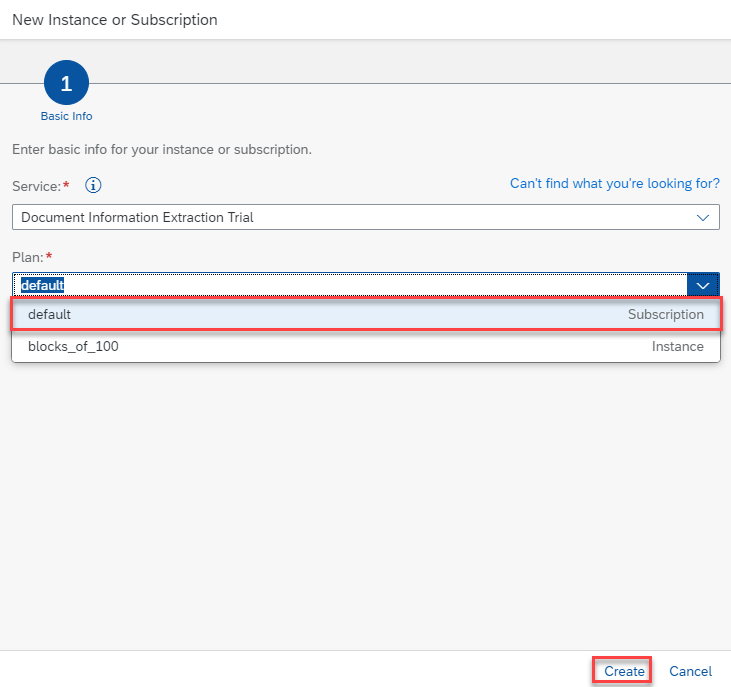 New Instance or Subscription
1
Basic Info
Enter basic info for your instance or subscription.
Service:* Can't find what you're looking for?
Document Information Extraction Trial
Plan:*
default
default Subscription
blocks_of_100 Instance
Create Cancel